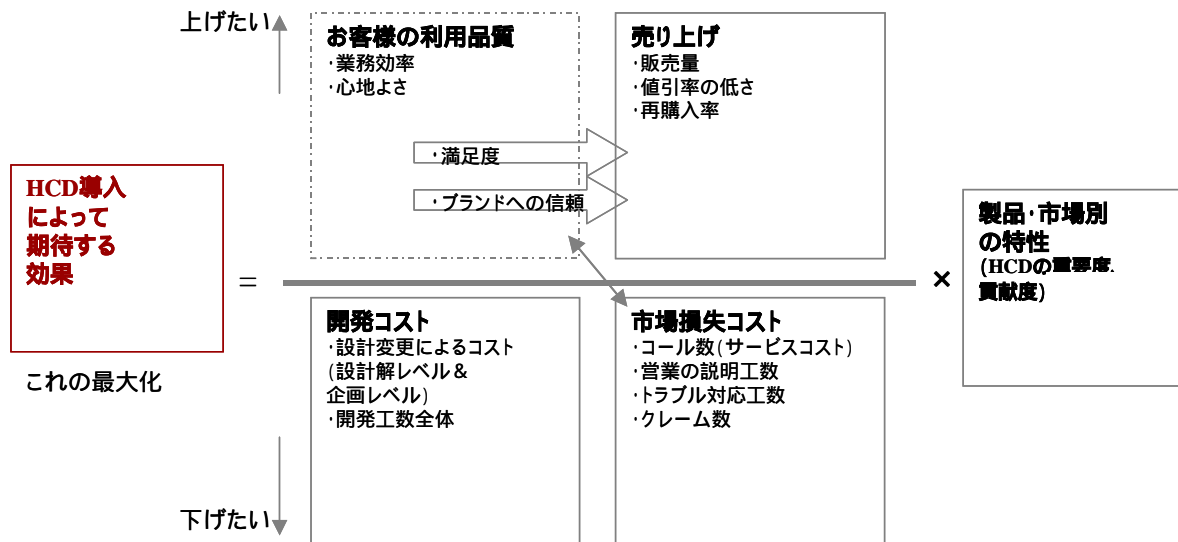 上げたい
お客様の利用品質
・業務効率
・心地よさ
・満足度
・ブランドへの信頼
売り上げ
・販売量
・値引率の低さ
・再購入率
HCD導入
によって
期待する
効果
これの最大化
=
開発コスト
・設計変更によるコスト
(設計解レベル&
企画レベル)
・開発工数全体
市場損失コスト
・コール数(サービスコスト)
・営業の説明工数
・トラブル対応工数
・クレーム数
×
製品・市場別
の特性
(HCDの重要度、
貢献度)
下げたい